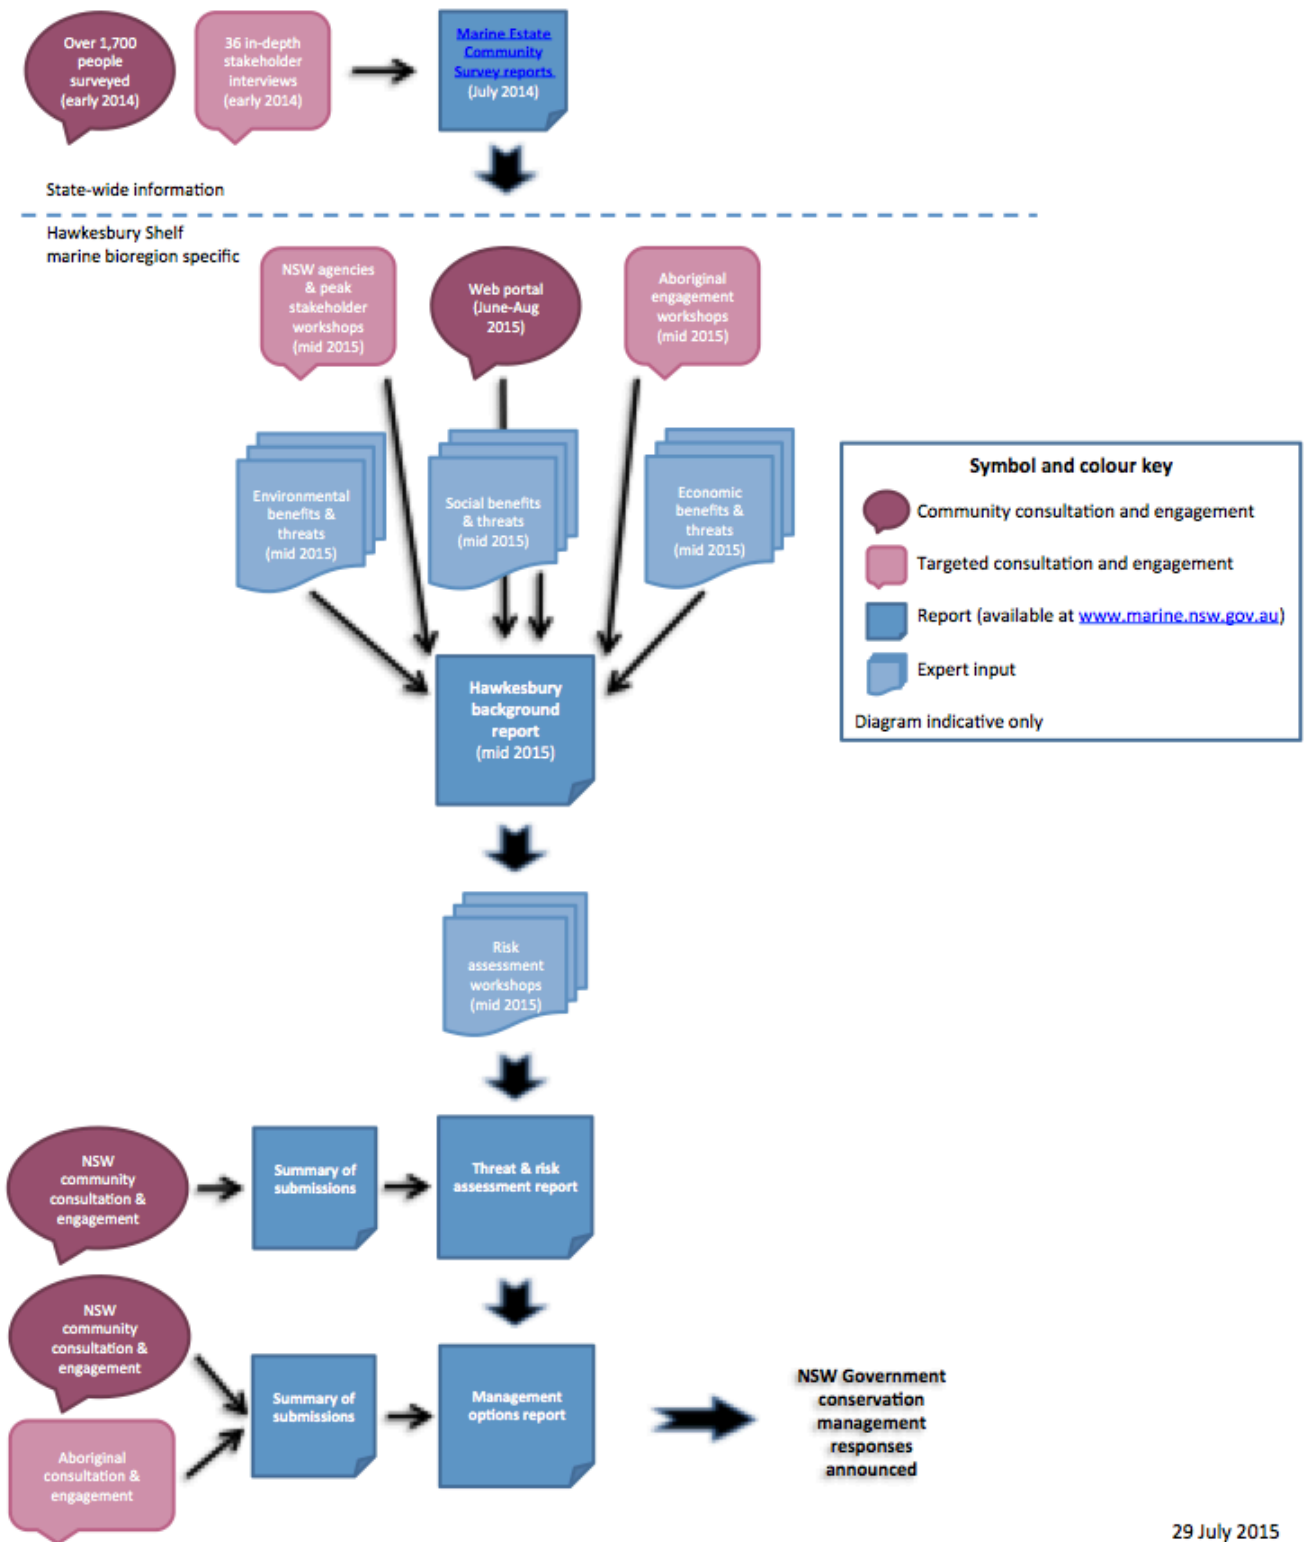 Over 1,700
people
surveyed
(early 2014)
36 in-depth
stakeholder
interviews
(early 2014)
Marine Estate
Community
Survey reports
(July 2014)
State-wide information
Hawkesbury Shelf
marine bioregion specific
NSW agencies
& peak
stakeholder
workshops
(mid 2015)
Web portal
(June-Aug
2015)
Aboriginal
engagement
workshops
(mid 2015)
Environmental
benefits &
threats
(mid 2015)
Social benefits
& threats
(mid 2015)
Economic
benefits &
threats
(mid 2015)
Symbol and colour key
Community consultation and engagement
Targeted consultation and engagement
Report (available at www.marine.nsw.gov.au)
Expert input
Diagram indicative only
Hawkesbury
background
report
(mid 2015)
Risk
assessment
workshops
(mid 2015)
NSW
community
consultation &
engagement
Summary of
submissions
Threat & risk
assessment report
NSW
community
consultation &
engagement
Aboriginal
consultation &
engagement
Summary of
submissions
Management
options report
NSW Government
conservation
management
responses
announced
29 July 2015